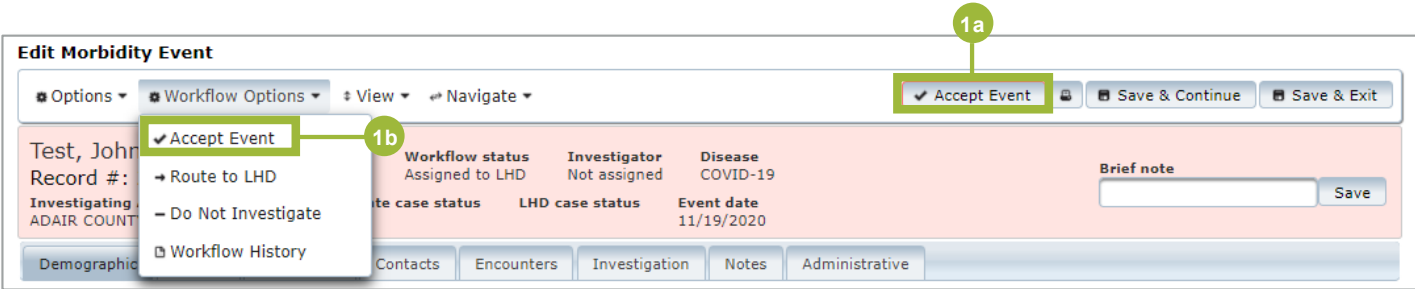 1a
Edit Morbidity Event
Options Workflow Options View Navigate Accept Event Save & Continue Save & Exit
Accept Event 1b
Route to LHD
Do Not Investigate
Workflow History
Test, John
Record #:
Investigating
ADAIR COUNT
Workflow status Investigator Disease
Assigned to LHD Not assigned COVID-19
case status LHD case status Event date
11/19/2020
Brief note
Save
Demographic Contacts Encounters Investigation Notes Administrative